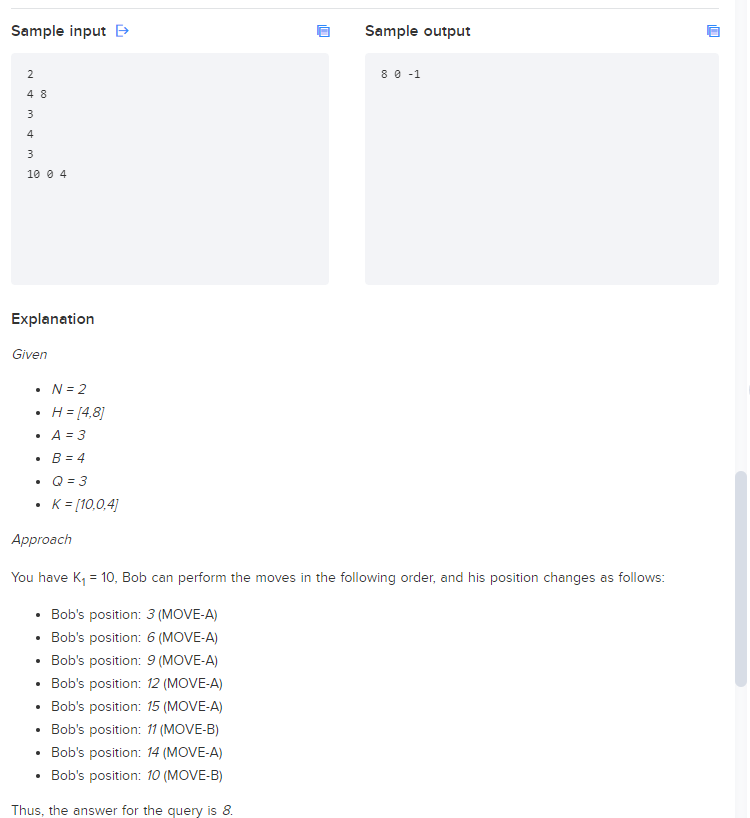 Sample input
Sample output
2
4 8
3
4
3
10 0 4
8 0 -1
Explanation
Given
• N = 2
• H = [4,8]
• A = 3
• B = 4
• Q = 3
• K = [10,0,4]
Approach
You have K₁ = 10, Bob can perform the moves in the following order, and his position changes as follows:
• Bob's position: 3 (MOVE-A)
• Bob's position: 6 (MOVE-A)
• Bob's position: 9 (MOVE-A)
• Bob's position: 12 (MOVE-A)
• Bob's position: 15 (MOVE-A)
• Bob's position: 11 (MOVE-B)
• Bob's position: 14 (MOVE-A)
• Bob's position: 10 (MOVE-B)
Thus, the answer for the query is 8.